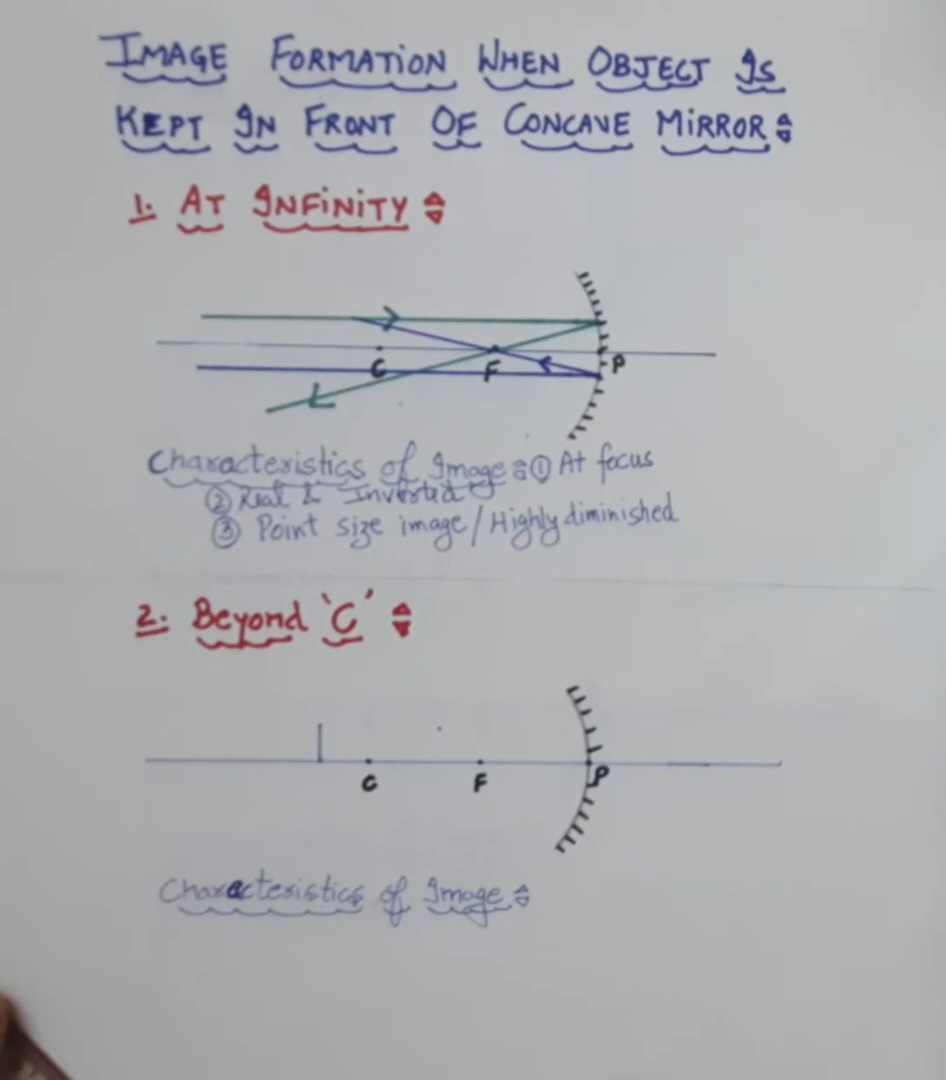 IMAGE FORMATION WHEN OBJECT IS
KEPT IN FRONT OF CONCAVE MIRROR:
1. AT INFINITY:
C F P
Characteristics of Image: ① At focus
② Real & Inverted
③ Point size image / Highly diminished
2. Beyond 'C':
C F P
Characteristics of Image: